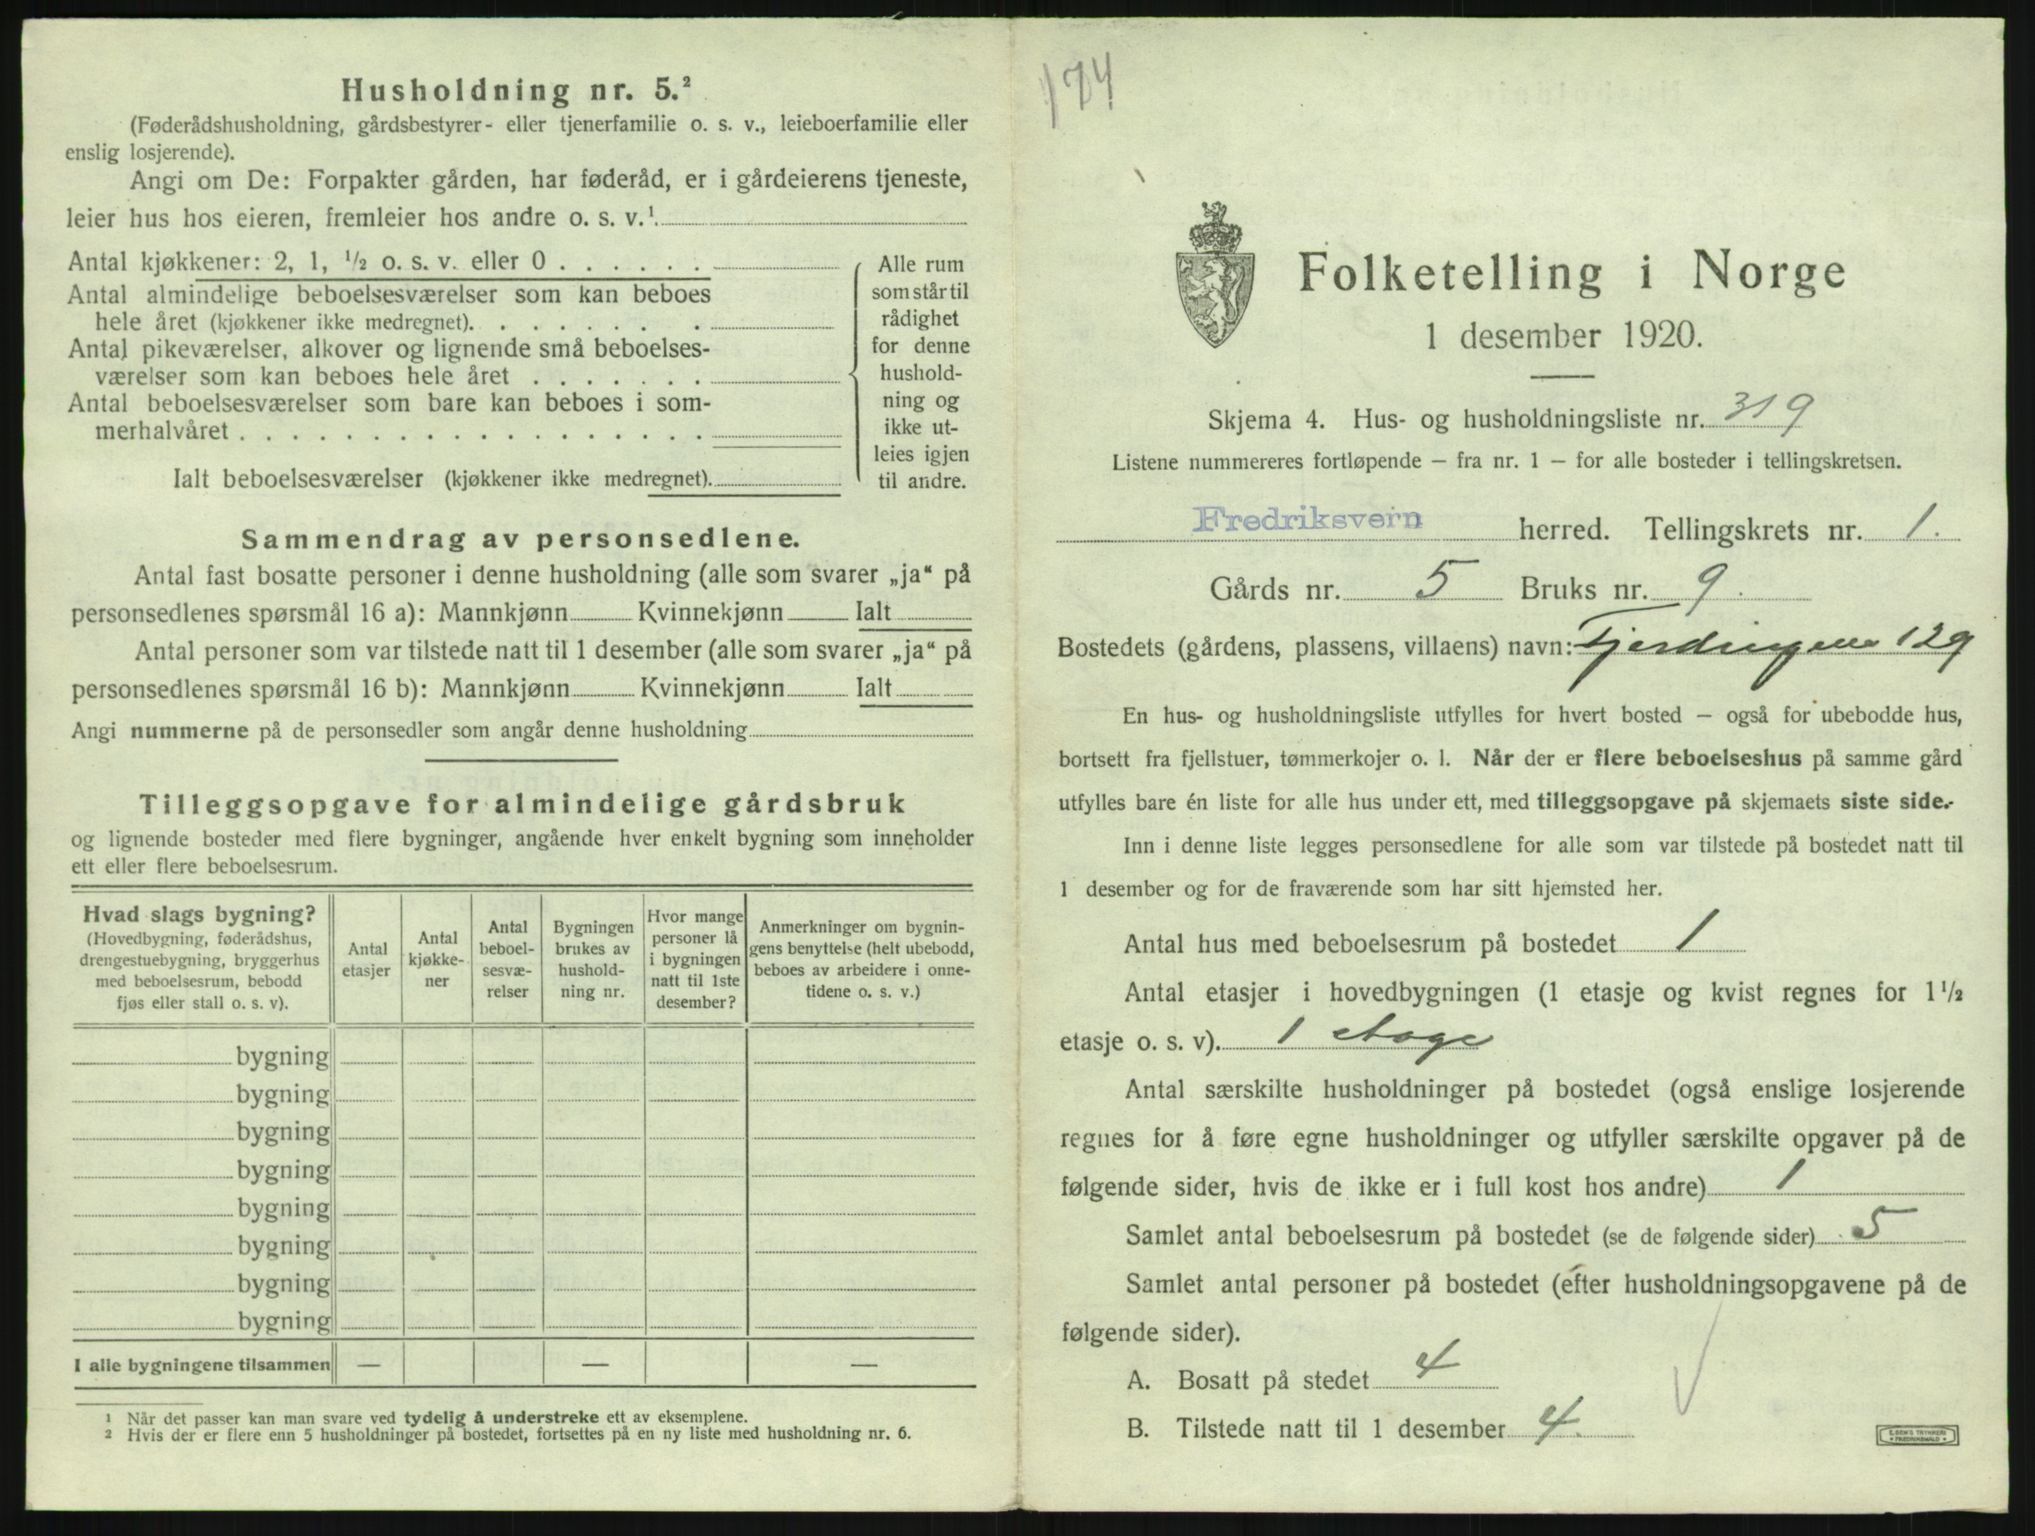 Husholdning nr. 5.²
(Føderådshusholdning, gårdsbestyrer- eller tjenerfamilie o. s. v., leieboerfamilie eller
enslig losjerende).
Angi om De: Forpakter gården, har føderåd, er i gårdeierens tjeneste,
leier hus hos eieren, fremleier hos andre o. s. v.¹
Antal kjøkkener: 2, 1, ½ o. s. v. eller 0 . . . . . .
Antal almindelige beboelsesværelser som kan beboes
hele året (kjøkkener ikke medregnet). . . . . . . .
Antal pikeværelser, alkover og lignende små beboelses-
værelser som kan beboes hele året . . . . . . .
Antal beboelsesværelser som bare kan beboes i som-
merhalvåret . . . . . . . . . . . . . . . . . .
Ialt beboelsesværelser (kjøkkener ikke medregnet).
Alle rum
som står til
rådighet
for denne
hushold-
ning og
ikke ut-
leies igjen
til andre.
Sammendrag av personsedlene.
Antal fast bosatte personer i denne husholdning (alle som svarer „ja“ på
personsedlenes spørsmål 16 a): Mannkjønn Kvinnekjønn Ialt
Antal personer som var tilstede natt til 1 desember (alle som svarer „ja“ på
personsedlenes spørsmål 16 b): Mannkjønn Kvinnekjønn Ialt
Angi nummerne på de personsedler som angår denne husholdning
Tilleggsopgave for almindelige gårdsbruk
og lignende bosteder med flere bygninger, angående hver enkelt bygning som inneholder
ett eller flere beboelsesrum.
Hvad slags bygning?
(Hovedbygning, føderådshus,
drengestuebygning, bryggerhus
med beboelsesrum, bebodd
fjøs eller stall o. s. v).
Antal
etasjer
Antal
kjøkke-
ner
Antal
beboel-
sesvæ-
relser
Bygningen
brukes av
hushold-
ning nr.
Hvor mange
personer lå
i bygningen
natt til 1ste
desember?
Anmerkninger om bygnin-
gens benyttelse (helt ubebodd,
beboes av arbeidere i onne-
tidene o. s. v.)
bygning
bygning
bygning
bygning
bygning
bygning
bygning
bygning
I alle bygningene tilsammen — — —
¹ Når det passer kan man svare ved tydelig å understreke ett av eksemplene.
² Hvis der er flere enn 5 husholdninger på bostedet, fortsettes på en ny liste med husholdning nr. 6.
174
Folketelling i Norge
1 desember 1920.
Skjema 4. Hus- og husholdningsliste nr. 319
Listene nummereres fortløpende – fra nr. 1 – for alle bosteder i tellingskretsen.
Fredriksvern herred. Tellingskrets nr. 1.
Gårds nr. 5 Bruks nr. 9.
Bostedets (gårdens, plassens, villaens) navn: Fjerdingene 129
En hus- og husholdningsliste utfylles for hvert bosted – også for ubebodde hus,
bortsett fra fjellstuer, tømmerkojer o. l. Når der er flere beboelseshus på samme gård
utfylles bare én liste for alle hus under ett, med tilleggsopgave på skjemaets siste side.
Inn i denne liste legges personsedlene for alle som var tilstede på bostedet natt til
1 desember og for de fraværende som har sitt hjemsted her.
Antal hus med beboelsesrum på bostedet 1
Antal etasjer i hovedbygningen (1 etasje og kvist regnes for 1½
etasje o. s. v). 1 etage
Antal særskilte husholdninger på bostedet (også enslige losjerende
regnes for å føre egne husholdninger og utfyller særskilte opgaver på de
følgende sider, hvis de ikke er i full kost hos andre) 1
Samlet antal beboelsesrum på bostedet (se de følgende sider) 5
Samlet antal personer på bostedet (efter husholdningsopgavene på de
følgende sider).
A. Bosatt på stedet 4
B. Tilstede natt til 1 desember 4.